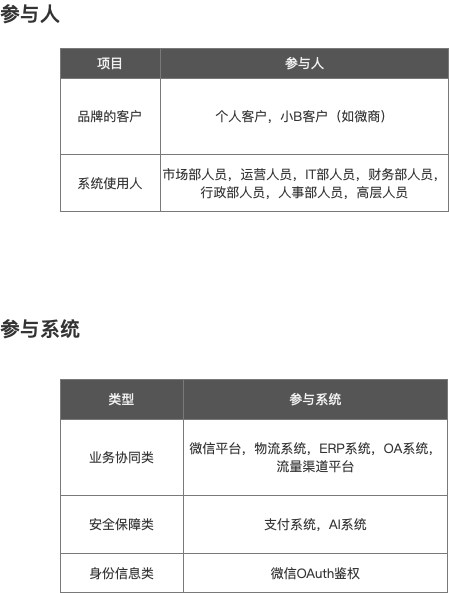 参与人
项目
参与人
品牌的客户
个人客户，小B客户（如微商）
系统使用人
市场部人员，运营人员，IT部人员，财务部人员，
行政部人员，人事部人员，高层人员
参与系统
类型
参与系统
业务协同类
微信平台，物流系统，ERP系统，OA系统，
流量渠道平台
安全保障类
支付系统，AI系统
身份信息类
微信OAuth鉴权